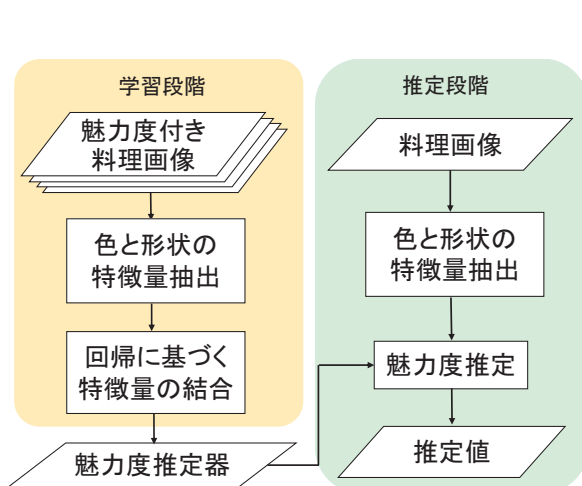 学習段階
魅力度付き
料理画像
色と形状の
特徴量抽出
回帰に基づく
特徴量の結合
魅力度推定器
推定段階
料理画像
色と形状の
特徴量抽出
魅力度推定
推定値